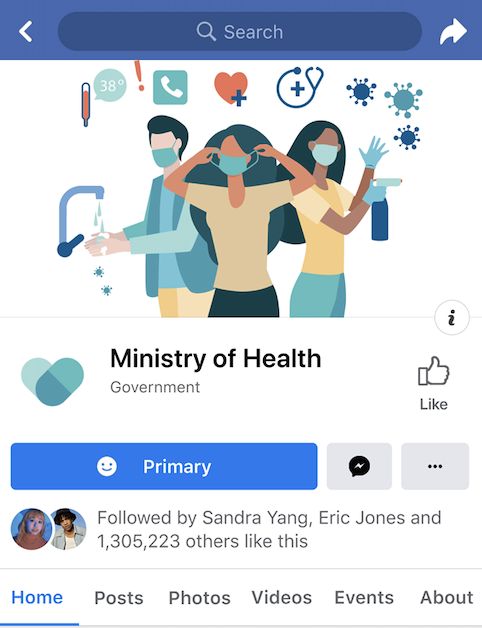 Search
38°
Ministry of Health
Government
Like
Primary
Followed by Sandra Yang, Eric Jones and
1,305,223 others like this
Home Posts Photos Videos Events About